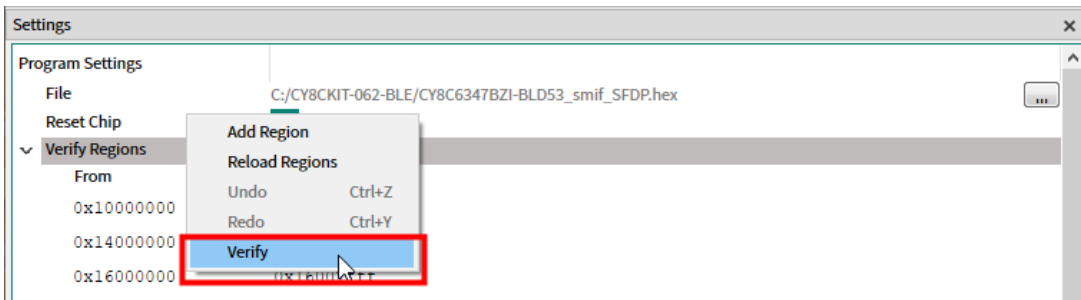 Settings
Program Settings
File C:/CY8CKIT-062-BLE/CY8C6347BZI-BLD53_smif_SFDP.hex ...
Reset Chip
Verify Regions
From
0x10000000
0x14000000
0x16000000
Add Region
Reload Regions
Undo Ctrl+Z
Redo Ctrl+Y
Verify